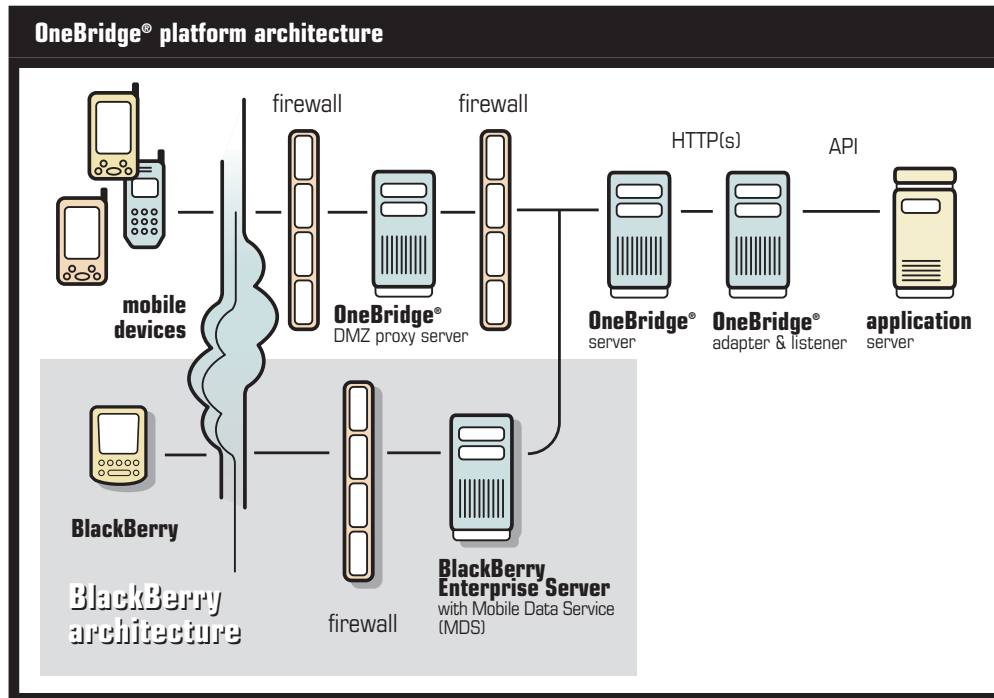 OneBridge® platform architecture
firewall
firewall
HTTP(s)
API
mobile
devices
OneBridge®
DMZ proxy server
OneBridge®
server
OneBridge®
adapter & listener
application
server
BlackBerry
BlackBerry
architecture
firewall
BlackBerry
Enterprise Server
with Mobile Data Service
(MDS)